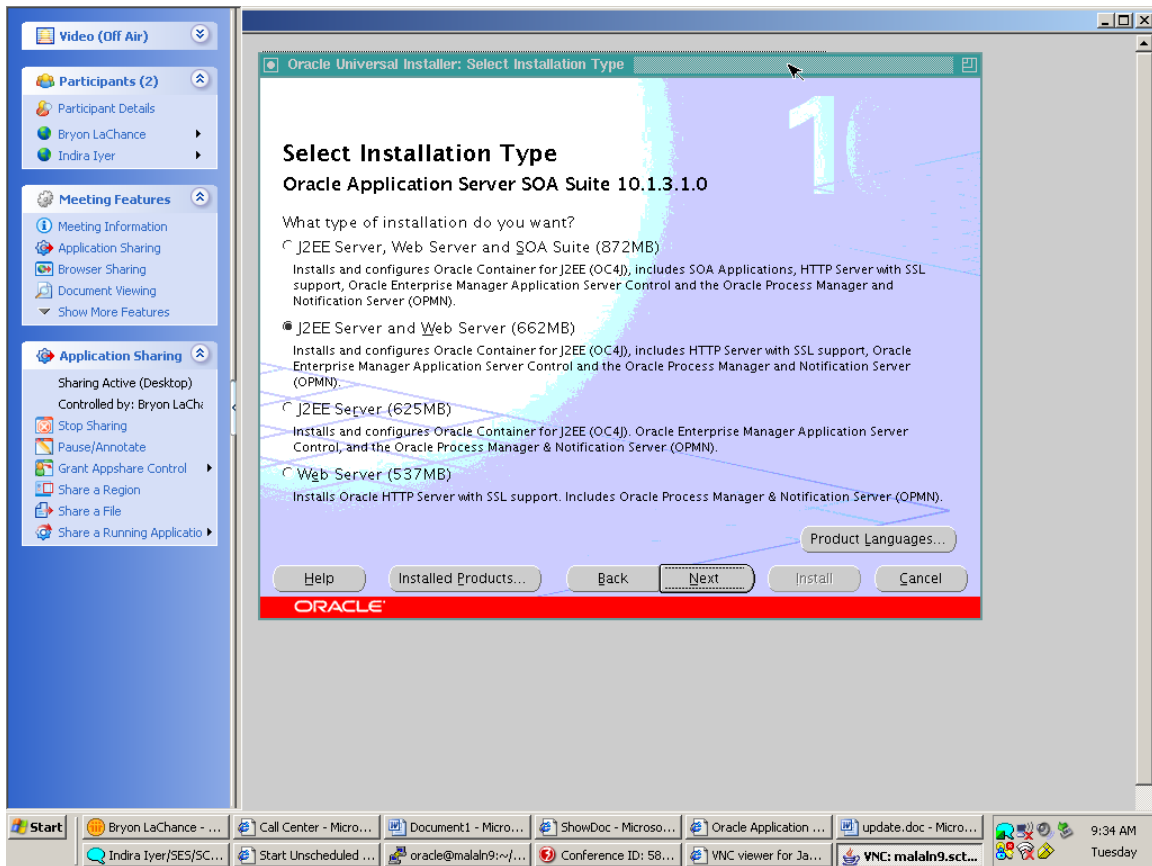 Video (Off Air)
Participants (2)
Participant Details
Bryon LaChance
Indira Iyer
Meeting Features
Meeting Information
Application Sharing
Browser Sharing
Document Viewing
Show More Features
Application Sharing
Sharing Active (Desktop)
Controlled by: Bryon LaCha
Stop Sharing
Pause/Annotate
Grant Appshare Control
Share a Region
Share a File
Share a Running Applicatio
Oracle Universal Installer: Select Installation Type
10
Select Installation Type
Oracle Application Server SOA Suite 10.1.3.1.0
What type of installation do you want?
J2EE Server, Web Server and SOA Suite (872MB)
Installs and configures Oracle Container for J2EE (OC4J), includes SOA Applications, HTTP Server with SSL
support, Oracle Enterprise Manager Application Server Control and the Oracle Process Manager and
Notification Server (OPMN).
J2EE Server and Web Server (662MB)
Installs and configures Oracle Container for J2EE (OC4J), includes HTTP Server with SSL support, Oracle
Enterprise Manager Application Server Control and the Oracle Process Manager and Notification Server
(OPMN).
J2EE Server (625MB)
Installs and configures Oracle Container for J2EE (OC4J). Oracle Enterprise Manager Application Server
Control, and the Oracle Process Manager & Notification Server (OPMN).
Web Server (537MB)
Installs Oracle HTTP Server with SSL support. Includes Oracle Process Manager & Notification Server (OPMN).
Product Languages...
Help Installed Products... Back Next Install Cancel
ORACLE
Start Bryon LaChance - ... Call Center - Micro... Document1 - Micro... ShowDoc - Microso... Oracle Application ... update.doc - Micro... 9:34 AM
Indira Iyer/SES/SC... Start Unscheduled ... oracle@malaln9:~/... Conference ID: 58... VNC viewer for Ja... VNC: malaln9.sct... Tuesday